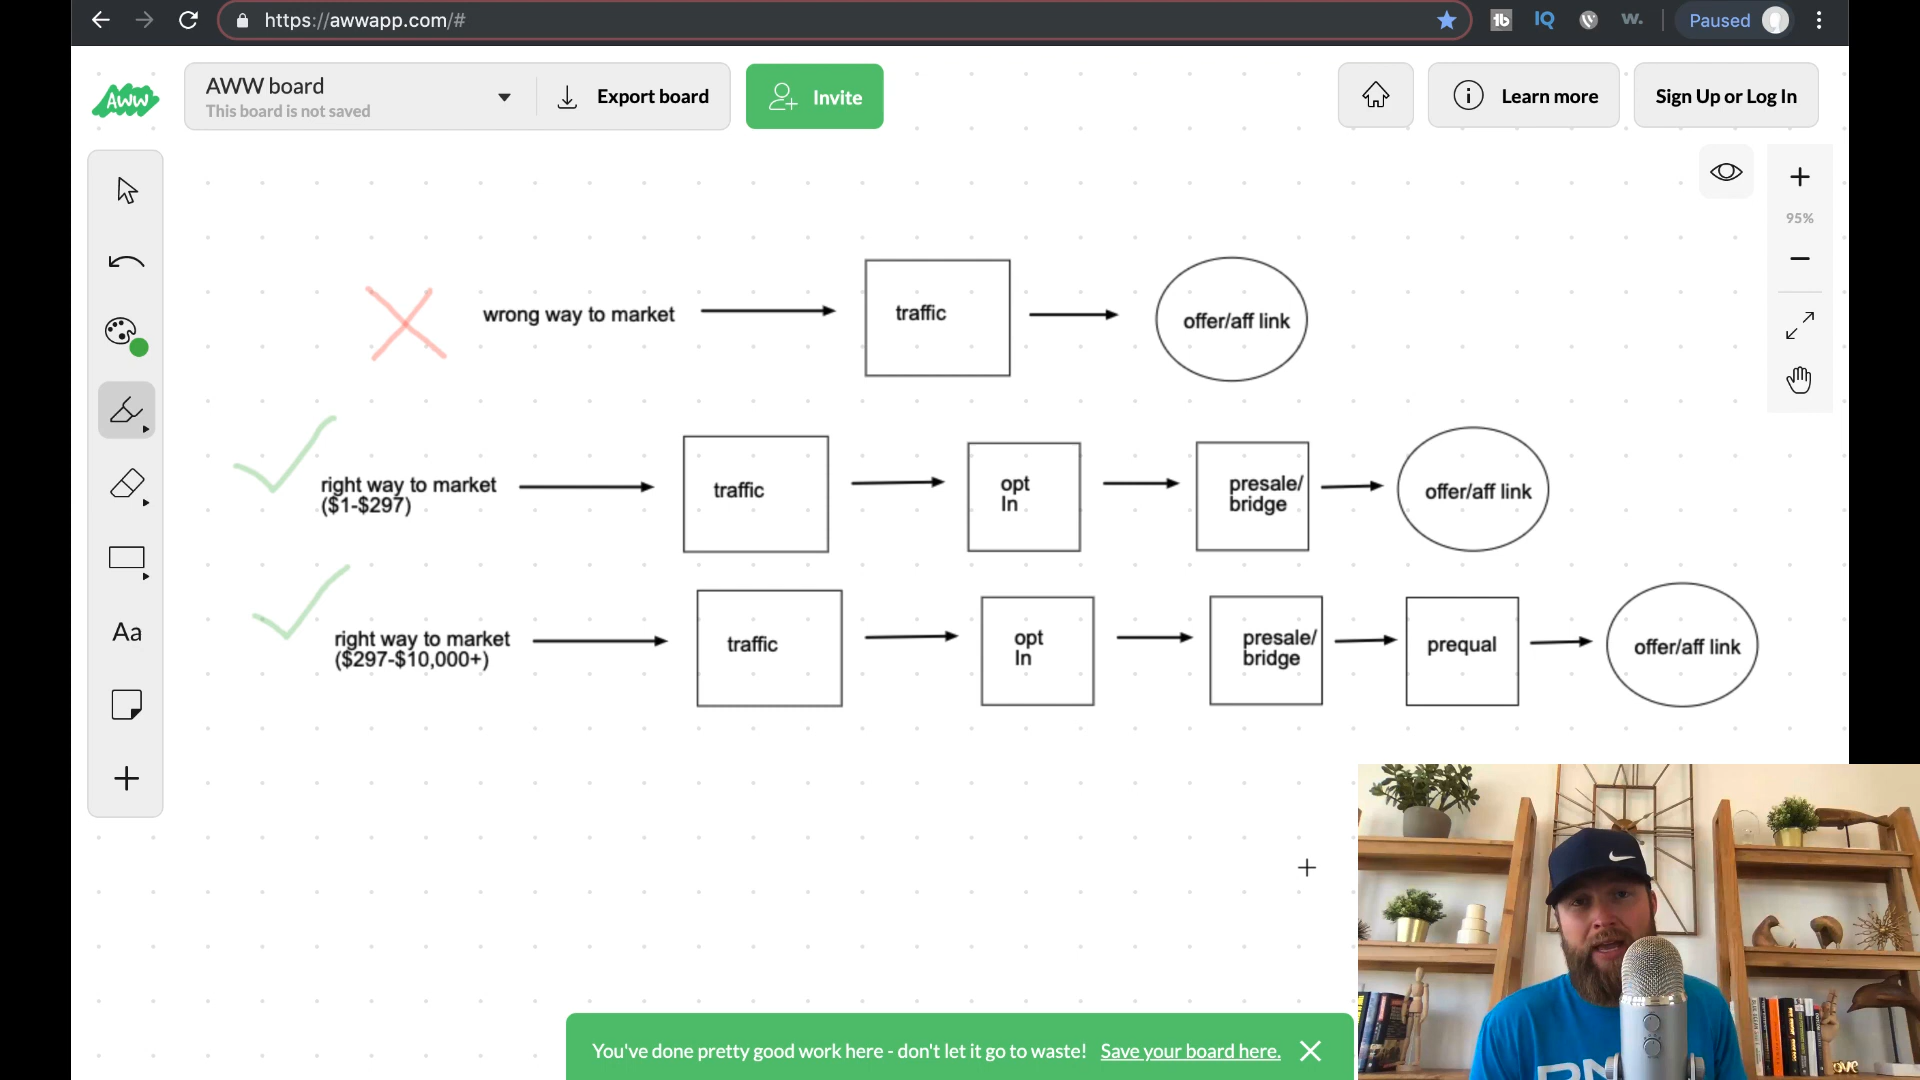 https://awwapp.com/#
tb
IQ
w.
Paused
AWW
AWW board
This board is not saved
Export board
Invite
Learn more
Sign Up or Log In
95%
wrong way to market
traffic
offer/aff link
right way to market
($1-$297)
traffic
opt
In
presale/
bridge
offer/aff link
right way to market
($297-$10,000+)
traffic
opt
In
presale/
bridge
prequal
offer/aff link
Aa
You've done pretty good work here - don't let it go to waste! Save your board here.